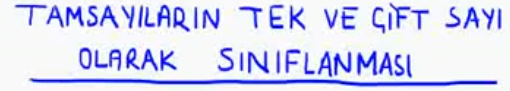 TAMSAYILARIN TEK VE ÇİFT SAYI
OLARAK SINIFLANMASI